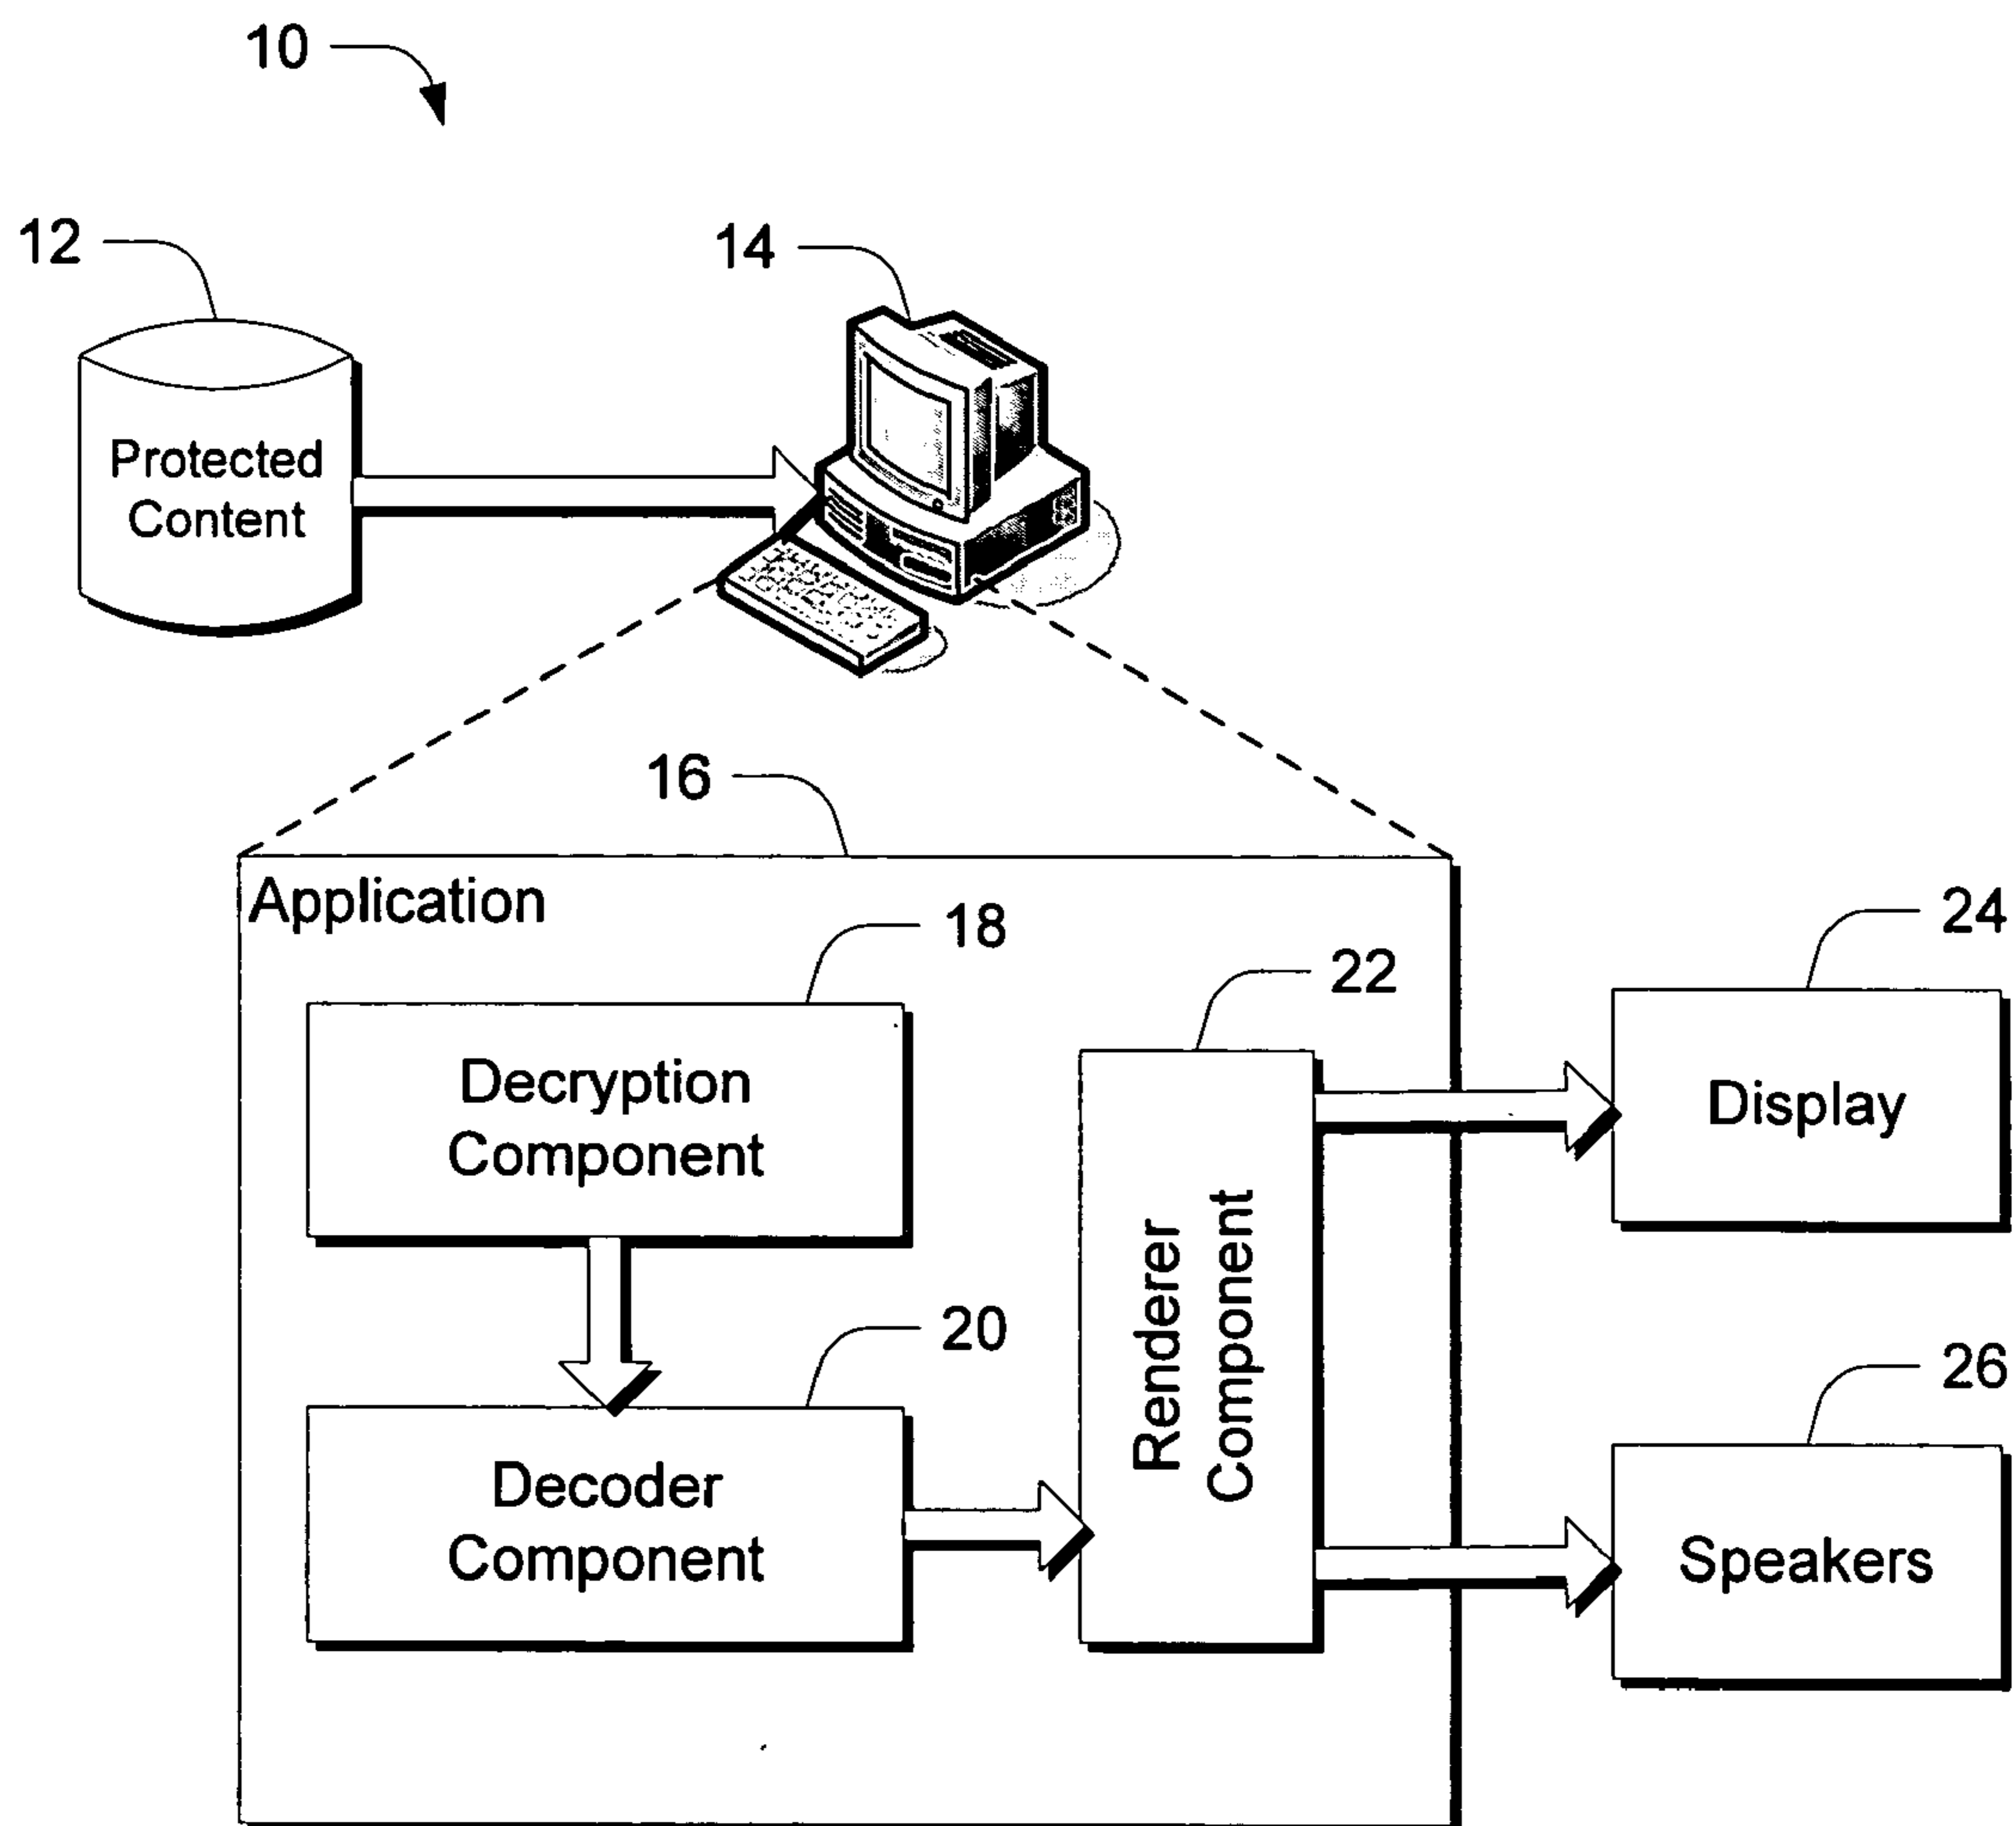 10
12
14
Protected
Content
16
Application
18
22
24
Decryption
Component
Display
Renderer
Component
20
26
Decoder
Component
Speakers